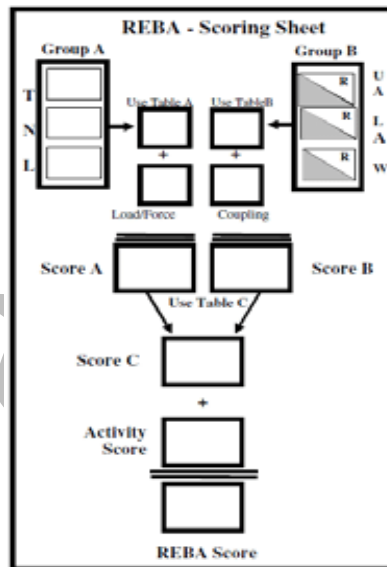 REBA - Scoring Sheet
Group A
Group B
T
N
L
Use Table A
Use TableB
R
U
A
R
L
A
R
W
+
+
Load/Force
Coupling
Score A
Score B
Use Table C
Score C
+
Activity
Score
REBA Score